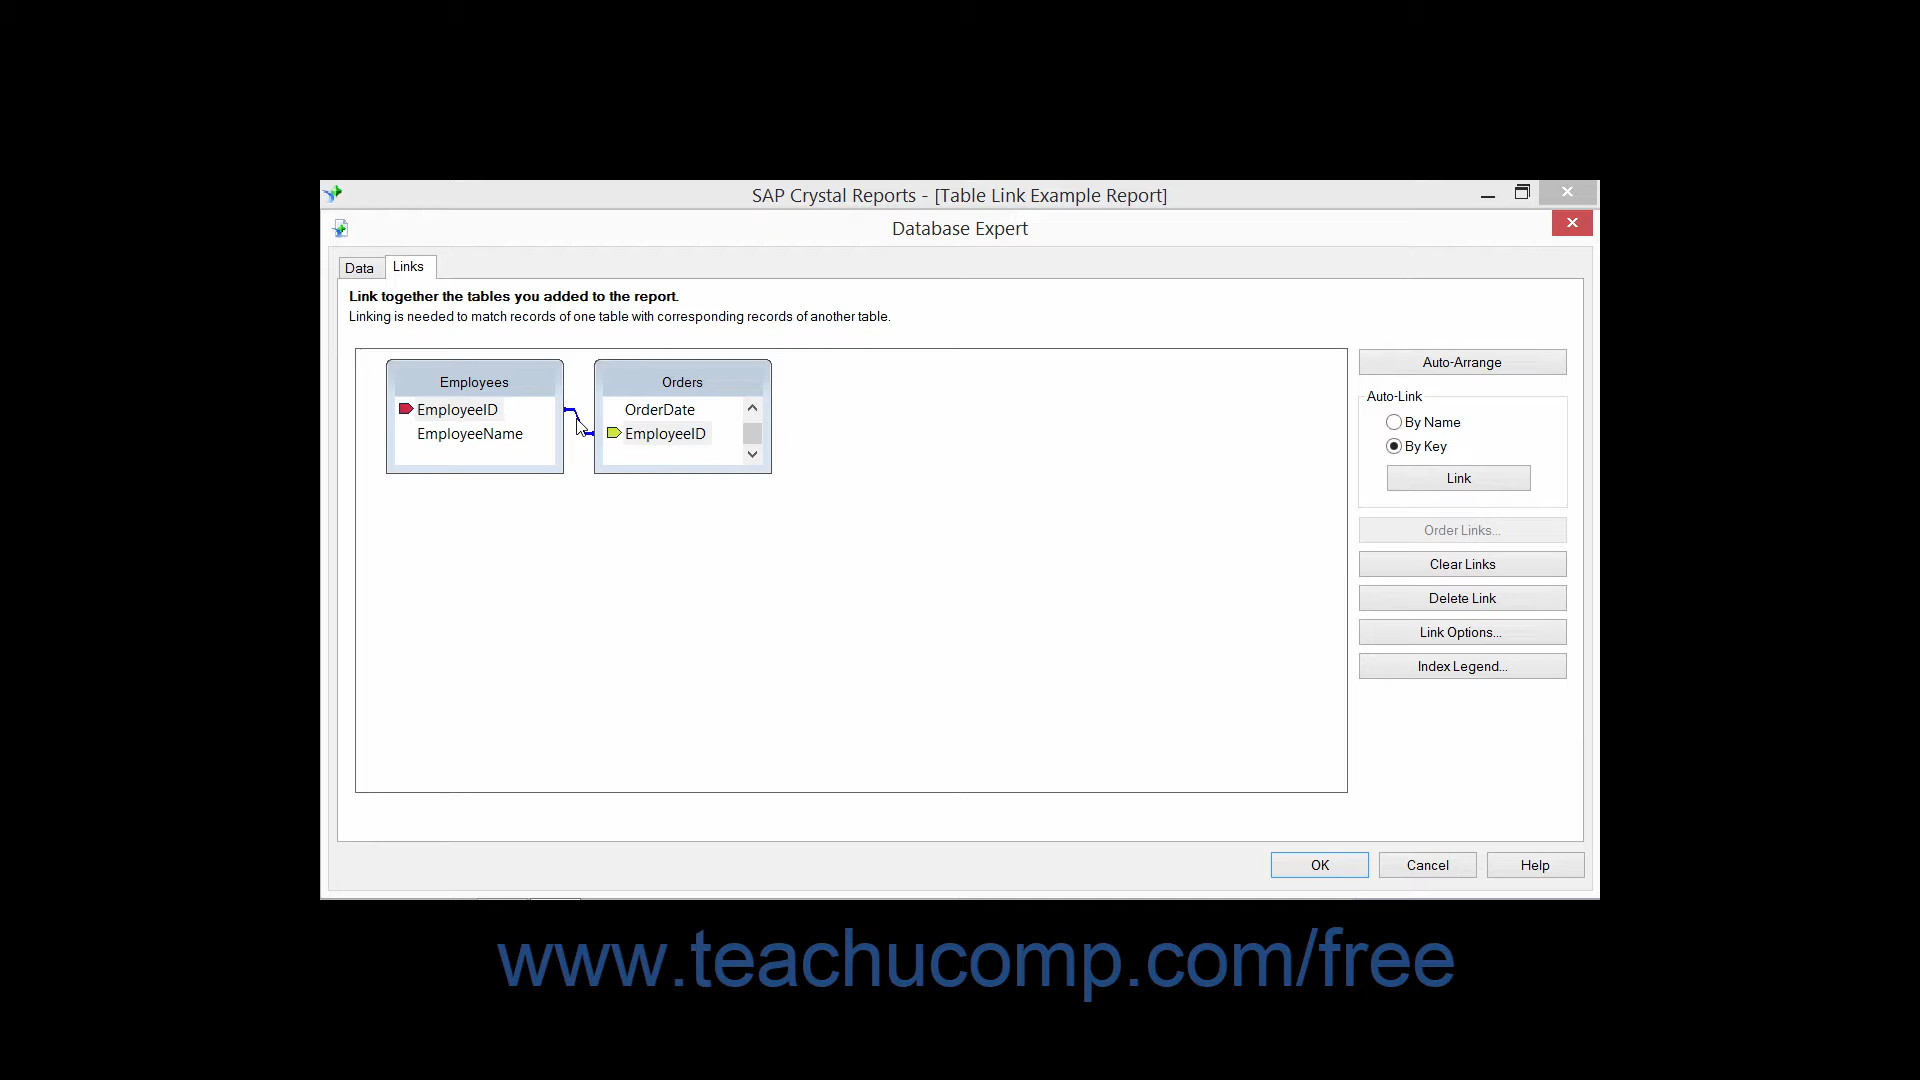 SAP Crystal Reports - [Table Link Example Report]
Database Expert
Data Links
Link together the tables you added to the report.
Linking is needed to match records of one table with corresponding records of another table.
Employees
EmployeeID
EmployeeName
Orders
OrderDate
EmployeeID
Auto-Arrange
Auto-Link
By Name
By Key
Link
Order Links...
Clear Links
Delete Link
Link Options...
Index Legend...
OK Cancel Help
www.teachucomp.com/free